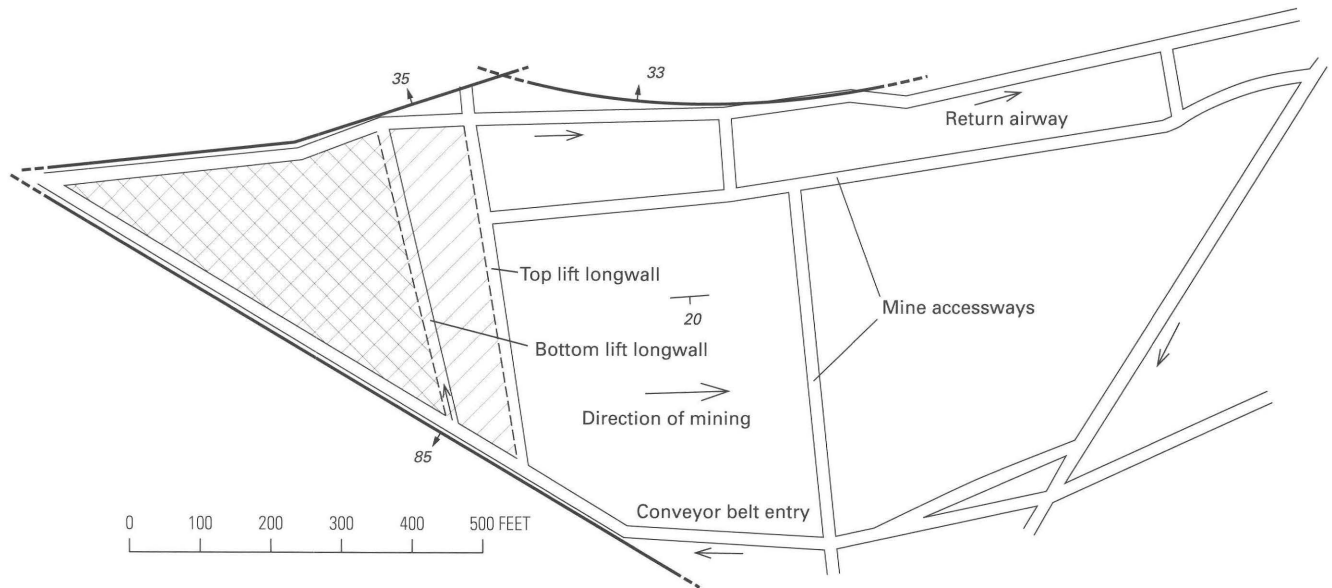 35
33
Return airway
Top lift longwall
20
Mine accessways
Bottom lift longwall
Direction of mining
85
Conveyor belt entry
0 100 200 300 400 500 FEET